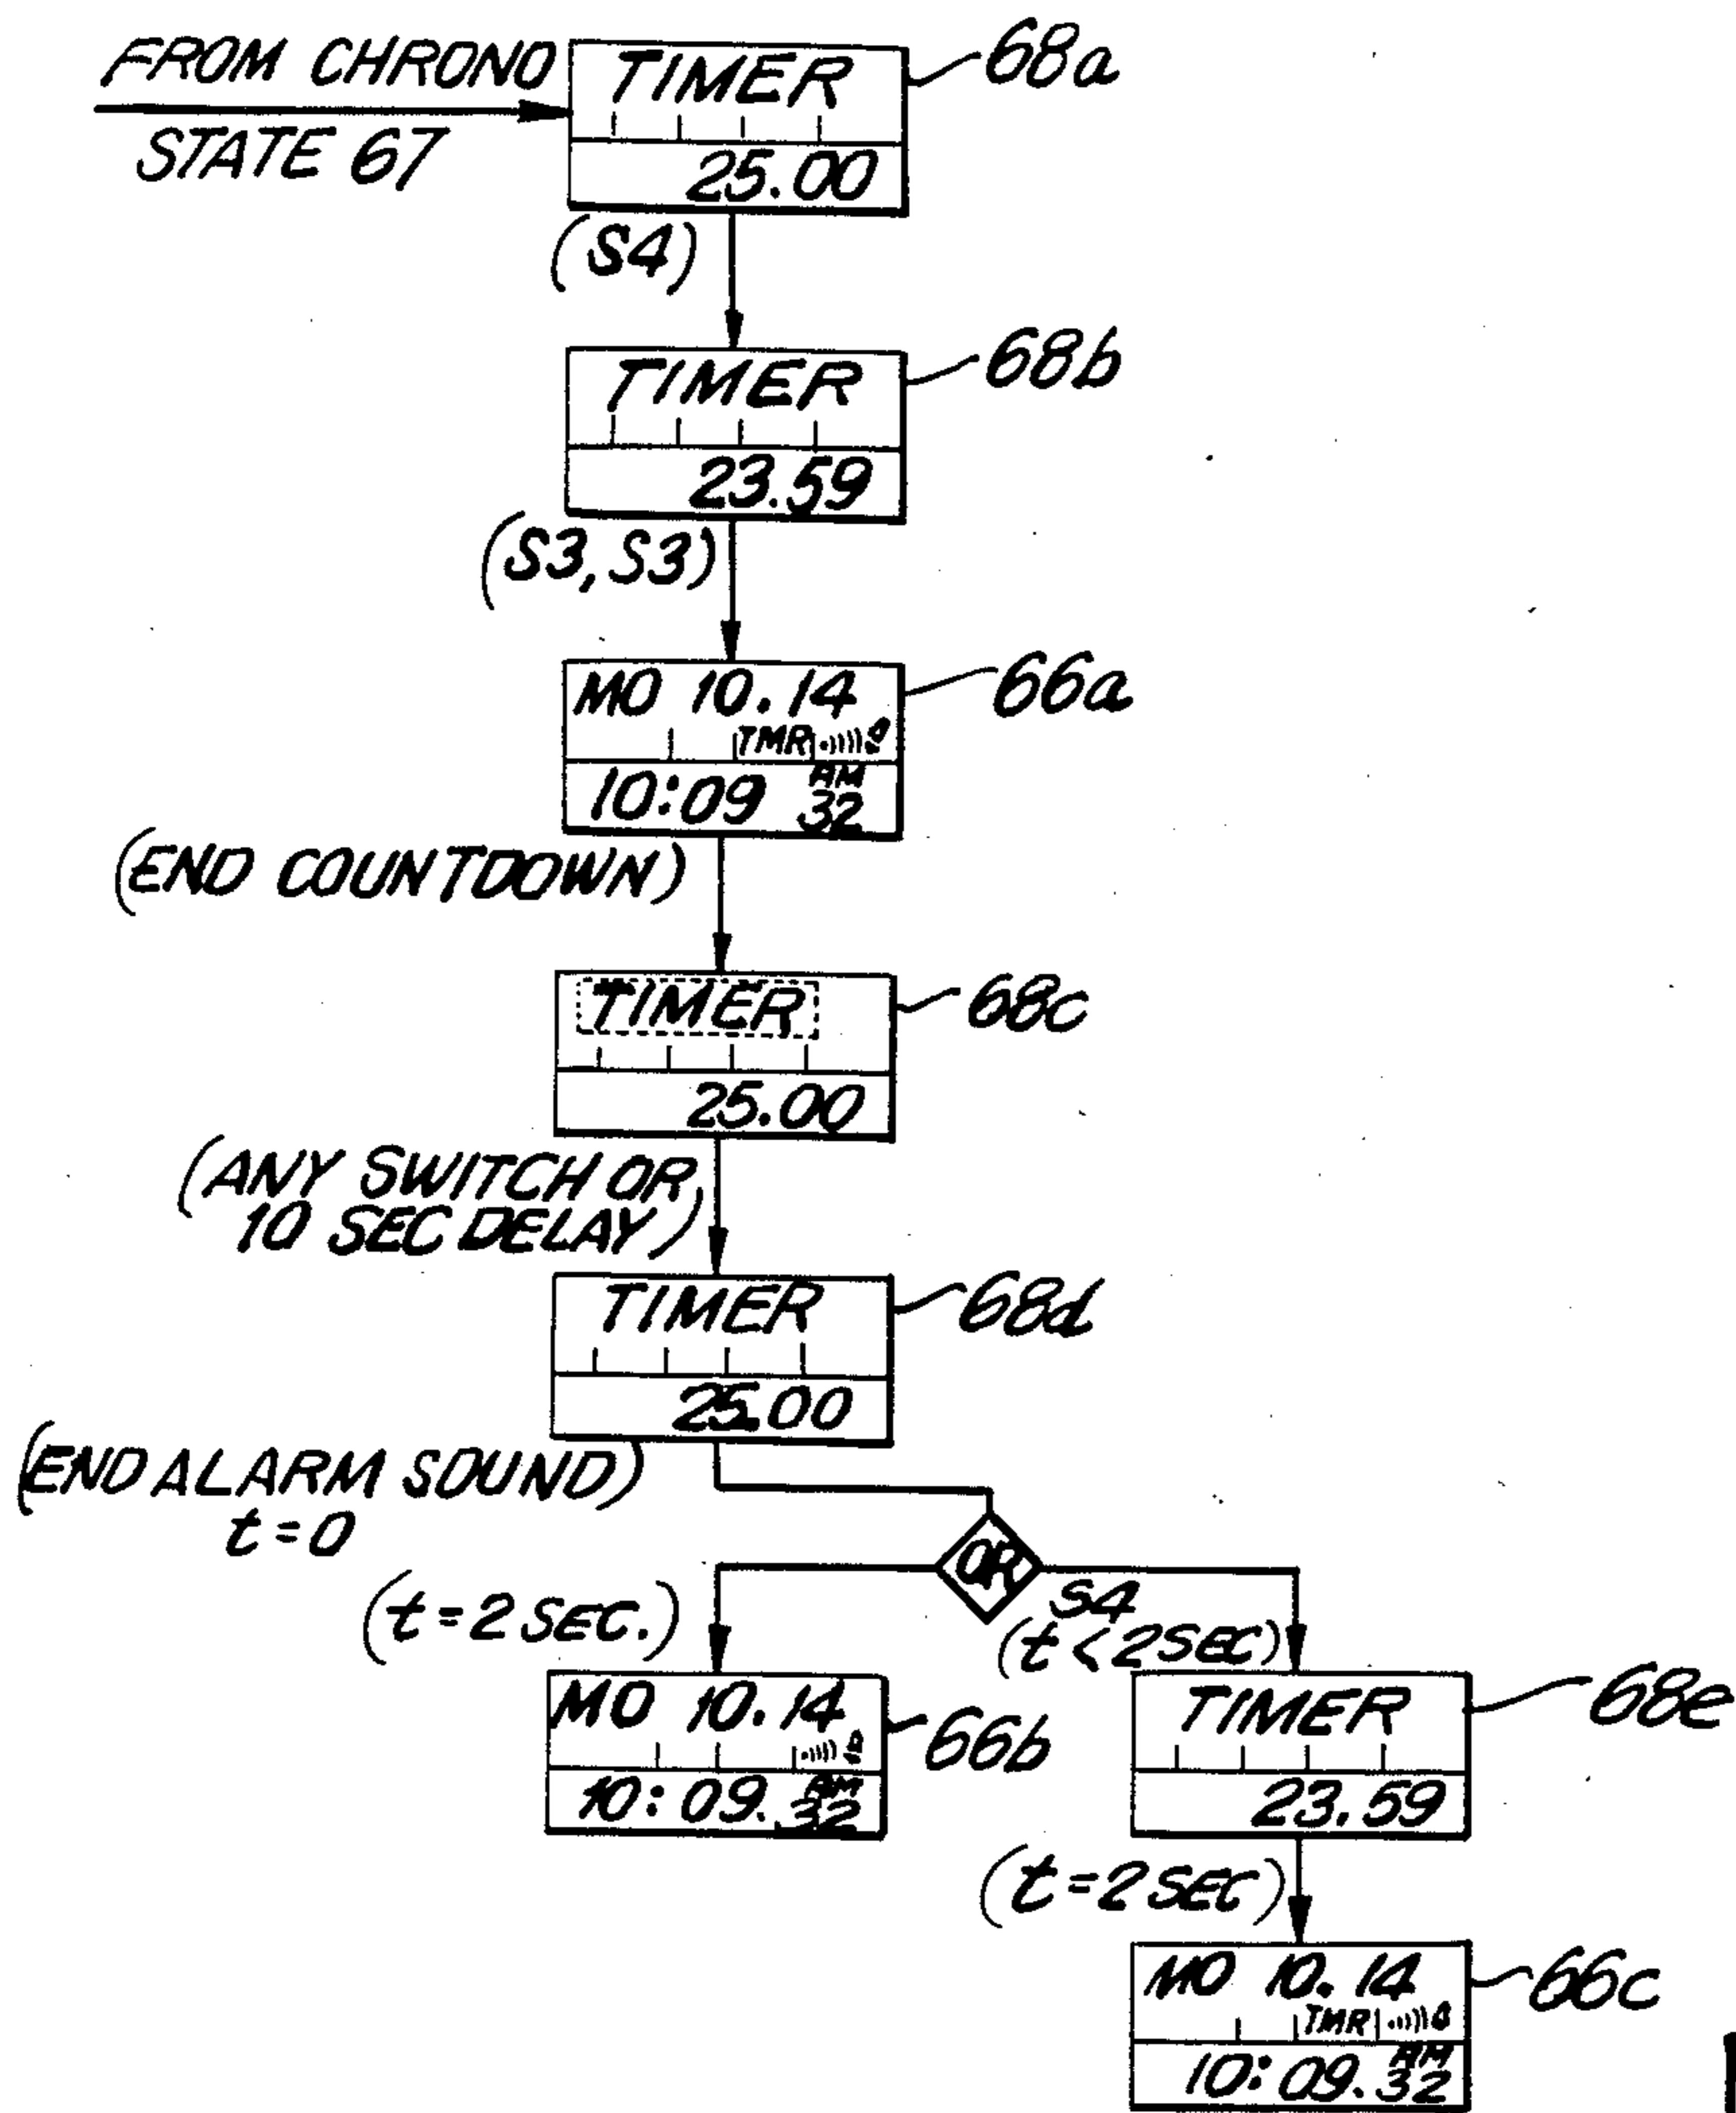 FROM CHRONO
STATE 67
TIMER
25.00
68a
(S4)
TIMER
23.59
68b
(S3, S3)
MO 10.14
TMR
10:09 AM 32
66a
(END COUNTDOWN)
TIMER
25.00
68c
(ANY SWITCH OR
10 SEC DELAY)
TIMER
25.00
68d
(END ALARM SOUND)
t=0
OR
(t=2 SEC.)
S4
(t<2SEC)
MO 10.14
10:09. AM 32
66b
TIMER
23.59
68e
(t=2SEC)
MO 10.14
TMR
10:09. AM 32
66c